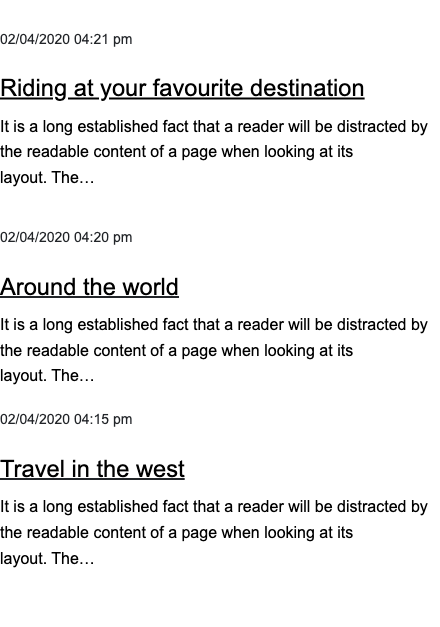 02/04/2020 04:21 pm
Riding at your favourite destination
It is a long established fact that a reader will be distracted by
the readable content of a page when looking at its
layout. The…
02/04/2020 04:20 pm
Around the world
It is a long established fact that a reader will be distracted by
the readable content of a page when looking at its
layout. The…
02/04/2020 04:15 pm
Travel in the west
It is a long established fact that a reader will be distracted by
the readable content of a page when looking at its
layout. The…